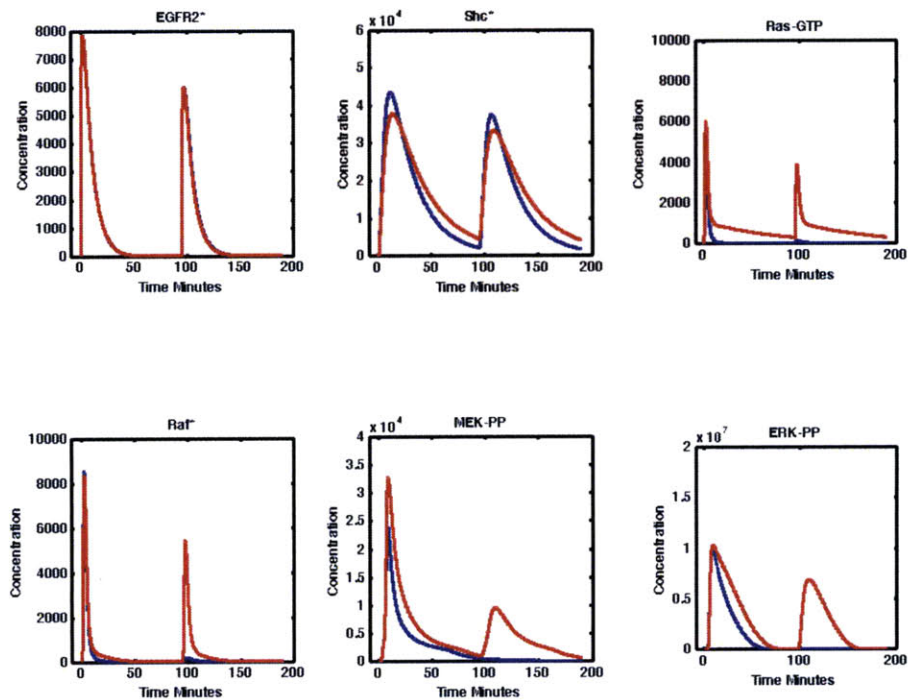 EGFR2*
8000
7000
6000
5000
4000
3000
2000
1000
0
Concentration
0 50 100 150 200
Time Minutes
x 10^4
Shc*
6
5
4
3
2
1
0
Concentration
0 50 100 150 200
Time Minutes
Ras-GTP
10000
8000
6000
4000
2000
0
Concentration
0 100 200
Time Minutes
Raf*
10000
8000
6000
4000
2000
0
Concentration
0 50 100 150 200
Time Minutes
x 10^4
MEK-PP
4
3.5
3
2.5
2
1.5
1
0.5
0
Concentration
0 50 100 150 200
Time Minutes
x 10^7
ERK-PP
2
1.5
1
0.5
0
Concentration
0 100 200
Time Minutes